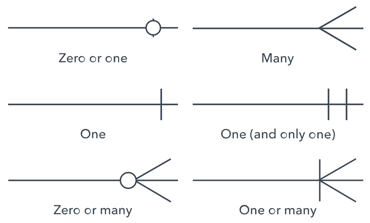 Zero or one
Many
One
One (and only one)
Zero or many
One or many